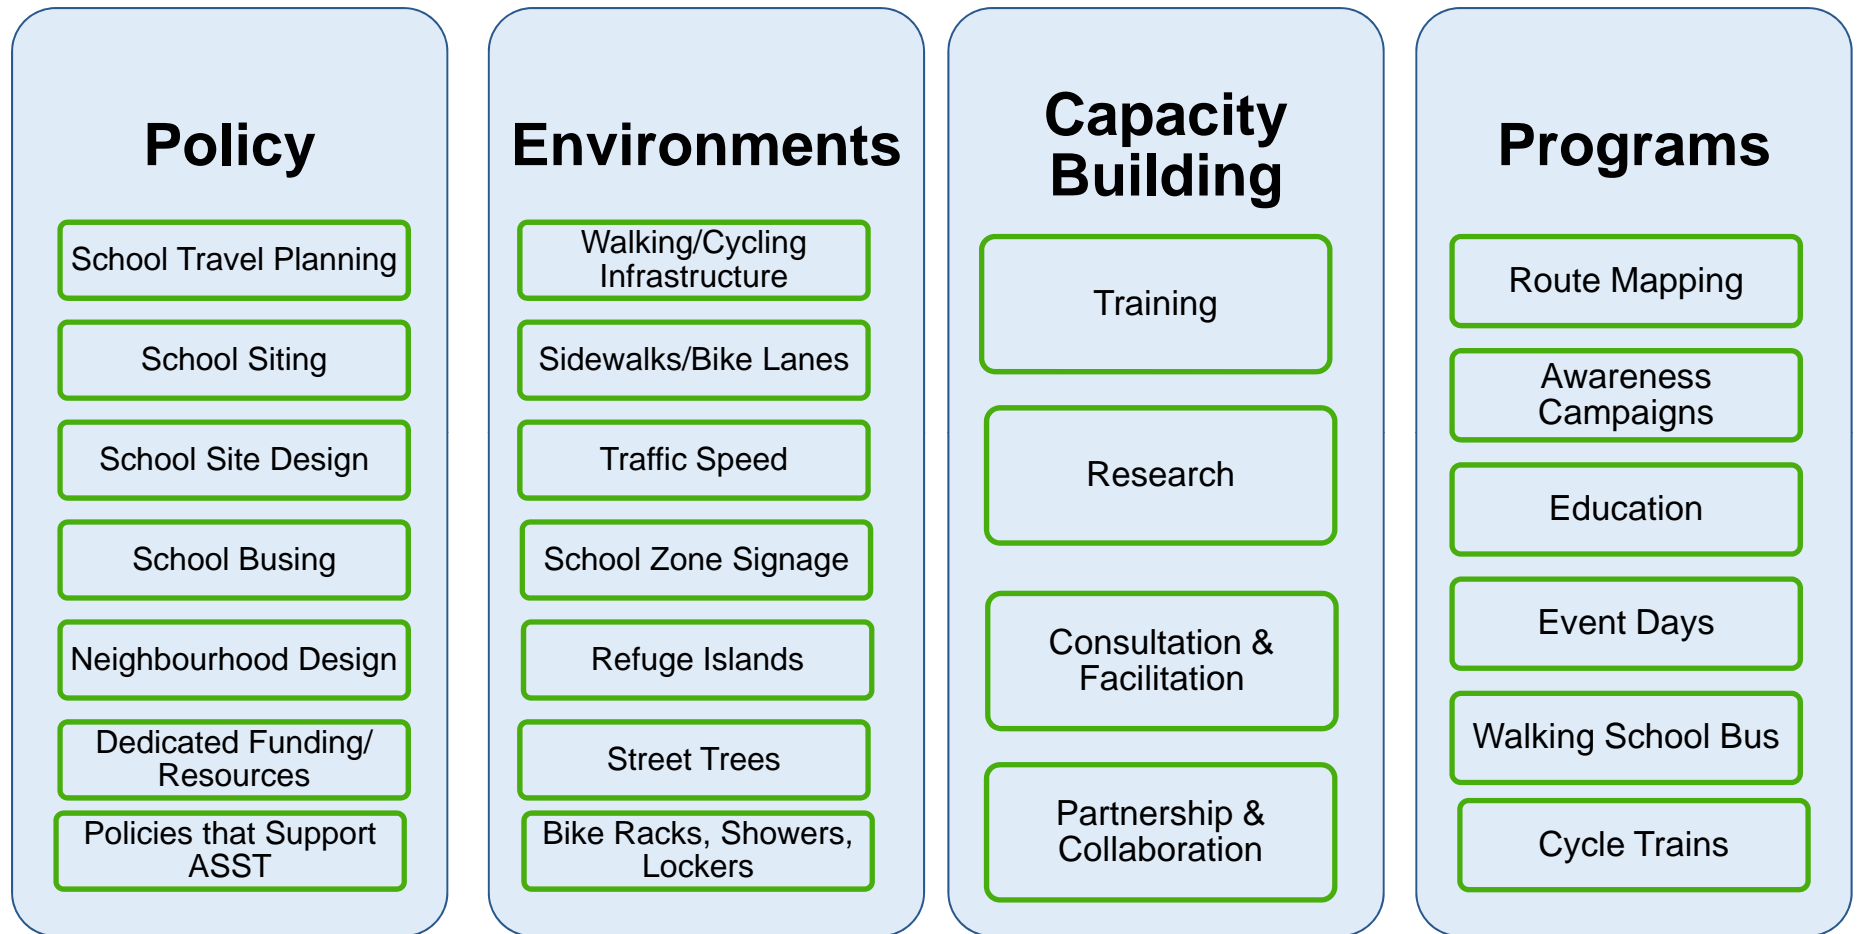 Policy
School Travel Planning
School Siting
School Site Design
School Busing
Neighbourhood Design
Dedicated Funding/
Resources
Policies that Support
ASST
Environments
Walking/Cycling
Infrastructure
Sidewalks/Bike Lanes
Traffic Speed
School Zone Signage
Refuge Islands
Street Trees
Bike Racks, Showers,
Lockers
Capacity
Building
Training
Research
Consultation &
Facilitation
Partnership &
Collaboration
Programs
Route Mapping
Awareness
Campaigns
Education
Event Days
Walking School Bus
Cycle Trains